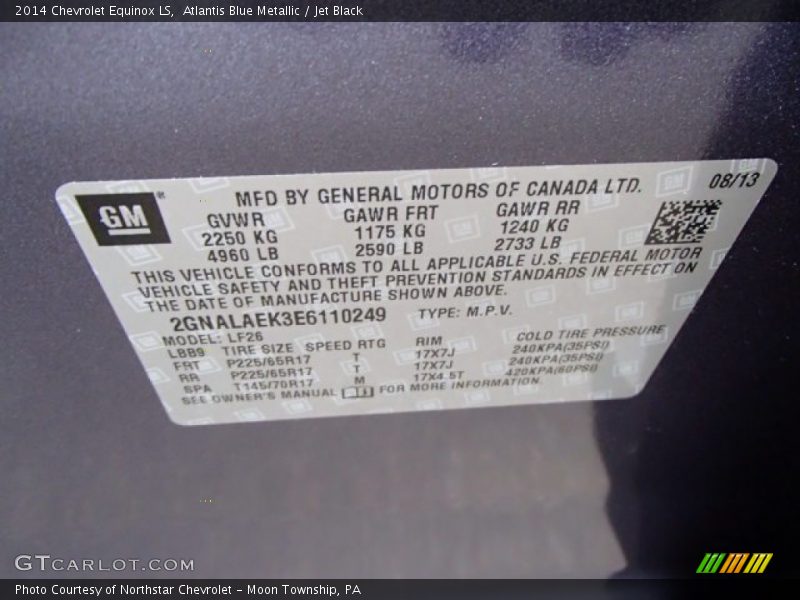 2014 Chevrolet Equinox LS,  Atlantis Blue Metallic / Jet Black
GM®
MFD BY GENERAL MOTORS OF CANADA LTD.
08/13
GVWR GAWR FRT GAWR RR
2250 KG 1175 KG 1240 KG
4960 LB 2590 LB 2733 LB
THIS VEHICLE CONFORMS TO ALL APPLICABLE U.S. FEDERAL MOTOR
VEHICLE SAFETY AND THEFT PREVENTION STANDARDS IN EFFECT ON
THE DATE OF MANUFACTURE SHOWN ABOVE.
2GNALAEK3E6110249 TYPE: M.P.V.
MODEL: LF26
LBB9 TIRE SIZE SPEED RTG RIM COLD TIRE PRESSURE
FRT P225/65R17 T 17X7J 240KPA(35PSI)
RR P225/65R17 T 17X7J 240KPA(35PSI)
SPA T145/70R17 M 17X4.5T 420KPA(60PSI)
SEE OWNER'S MANUAL FOR MORE INFORMATION.
GTCARLOT.COM
Photo Courtesy of Northstar Chevrolet - Moon Township, PA